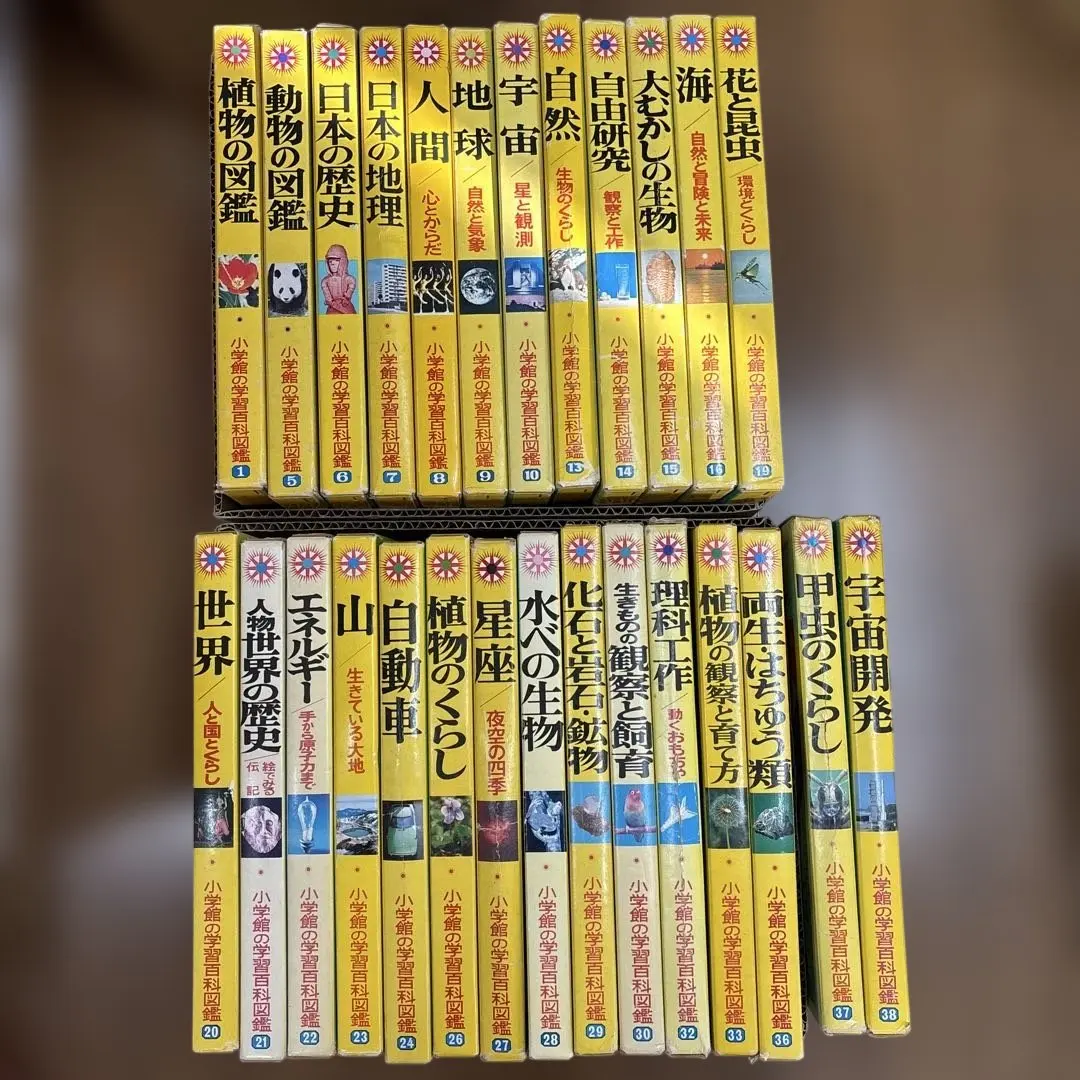 植物の図鑑
小学館の学習百科図鑑
1
動物の図鑑
小学館の学習百科図鑑
5
日本の歴史
小学館の学習百科図鑑
6
日本の地理
小学館の学習百科図鑑
7
人間
心とからだ
小学館の学習百科図鑑
8
地球
自然と気象
小学館の学習百科図鑑
9
宇宙
星と観測
小学館の学習百科図鑑
10
自然
生物のくらし
小学館の学習百科図鑑
13
自由研究
観察と工作
小学館の学習百科図鑑
14
大むかしの生物
小学館の学習百科図鑑
15
海
自然と冒険と未来
小学館の学習百科図鑑
16
花と昆虫
環境とくらし
小学館の学習百科図鑑
19
世界
人と国とくらし
小学館の学習百科図鑑
20
人物世界の歴史
絵でみる伝記
小学館の学習百科図鑑
21
エネルギー
手から原子力まで
小学館の学習百科図鑑
22
山
生きている大地
小学館の学習百科図鑑
23
自動車
小学館の学習百科図鑑
24
植物のくらし
小学館の学習百科図鑑
26
星座
夜空の四季
小学館の学習百科図鑑
27
水べの生物
小学館の学習百科図鑑
28
化石と岩石・鉱物
小学館の学習百科図鑑
29
生きものの観察と飼育
小学館の学習百科図鑑
30
理科工作
動くおもちゃ
小学館の学習百科図鑑
32
植物の観察と育て方
小学館の学習百科図鑑
33
両生・はちゅう類
小学館の学習百科図鑑
36
甲虫のくらし
小学館の学習百科図鑑
37
宇宙開発
小学館の学習百科図鑑
38